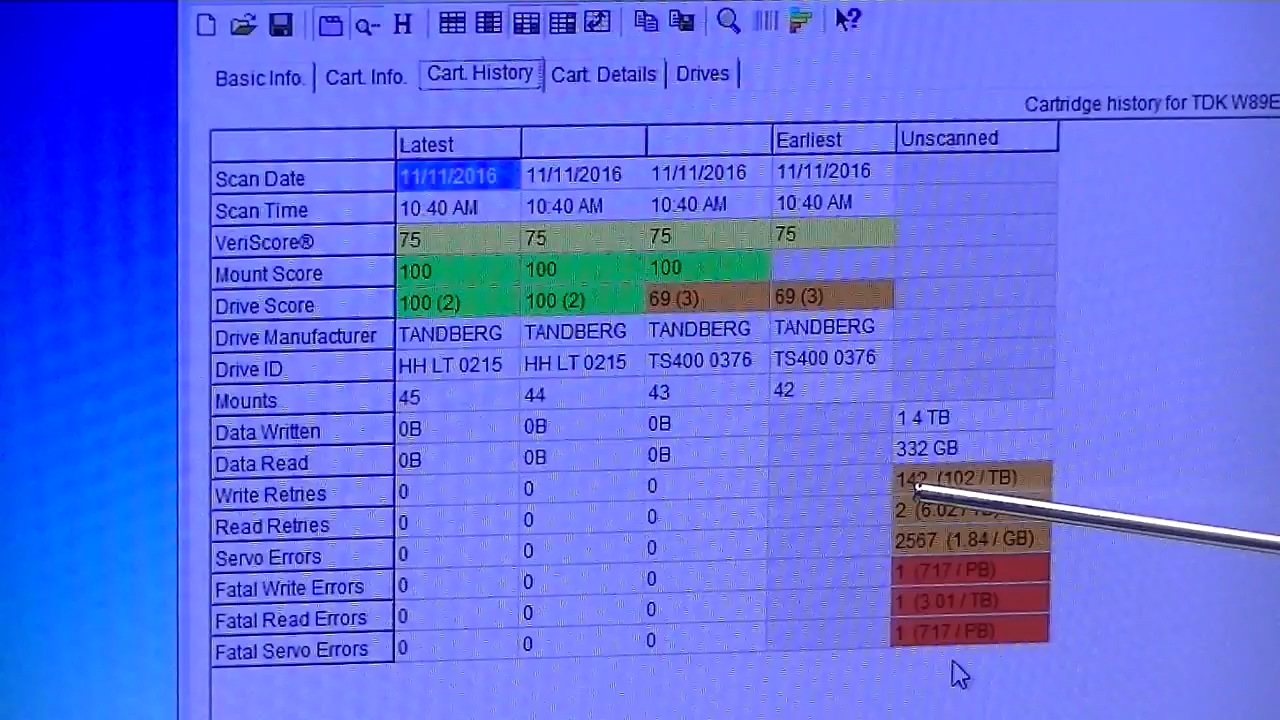 H
Basic Info. Cart. Info. Cart. History Cart. Details Drives
Cartridge history for TDK W89E
Latest Earliest Unscanned
Scan Date 11/11/2016 11/11/2016 11/11/2016 11/11/2016
Scan Time 10:40 AM 10:40 AM 10:40 AM 10:40 AM
VeriScore® 75 75 75 75
Mount Score 100 100 100
Drive Score 100 (2) 100 (2) 69 (3) 69 (3)
Drive Manufacturer TANDBERG TANDBERG TANDBERG TANDBERG
Drive ID HH LT 0215 HH LT 0215 TS400 0376 TS400 0376
Mounts 45 44 43 42
Data Written 0B 0B 0B 1.4 TB
Data Read 0B 0B 0B 332 GB
Write Retries 0 0 0 142 (102 / TB)
Read Retries 0 0 0 2 (6.02 /
Servo Errors 0 0 0 2567 (1.84 / GB)
Fatal Write Errors 0 0 0 1 (717 / PB)
Fatal Read Errors 0 0 0 1 (3.01 / TB)
Fatal Servo Errors 0 0 0 1 (717 / PB)